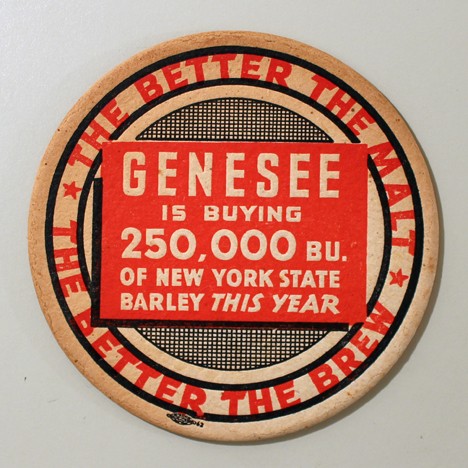 THE BETTER THE MALT
GENESEE
IS BUYING
250,000 BU.
OF NEW YORK STATE
BARLEY THIS YEAR
THE BETTER THE BREW